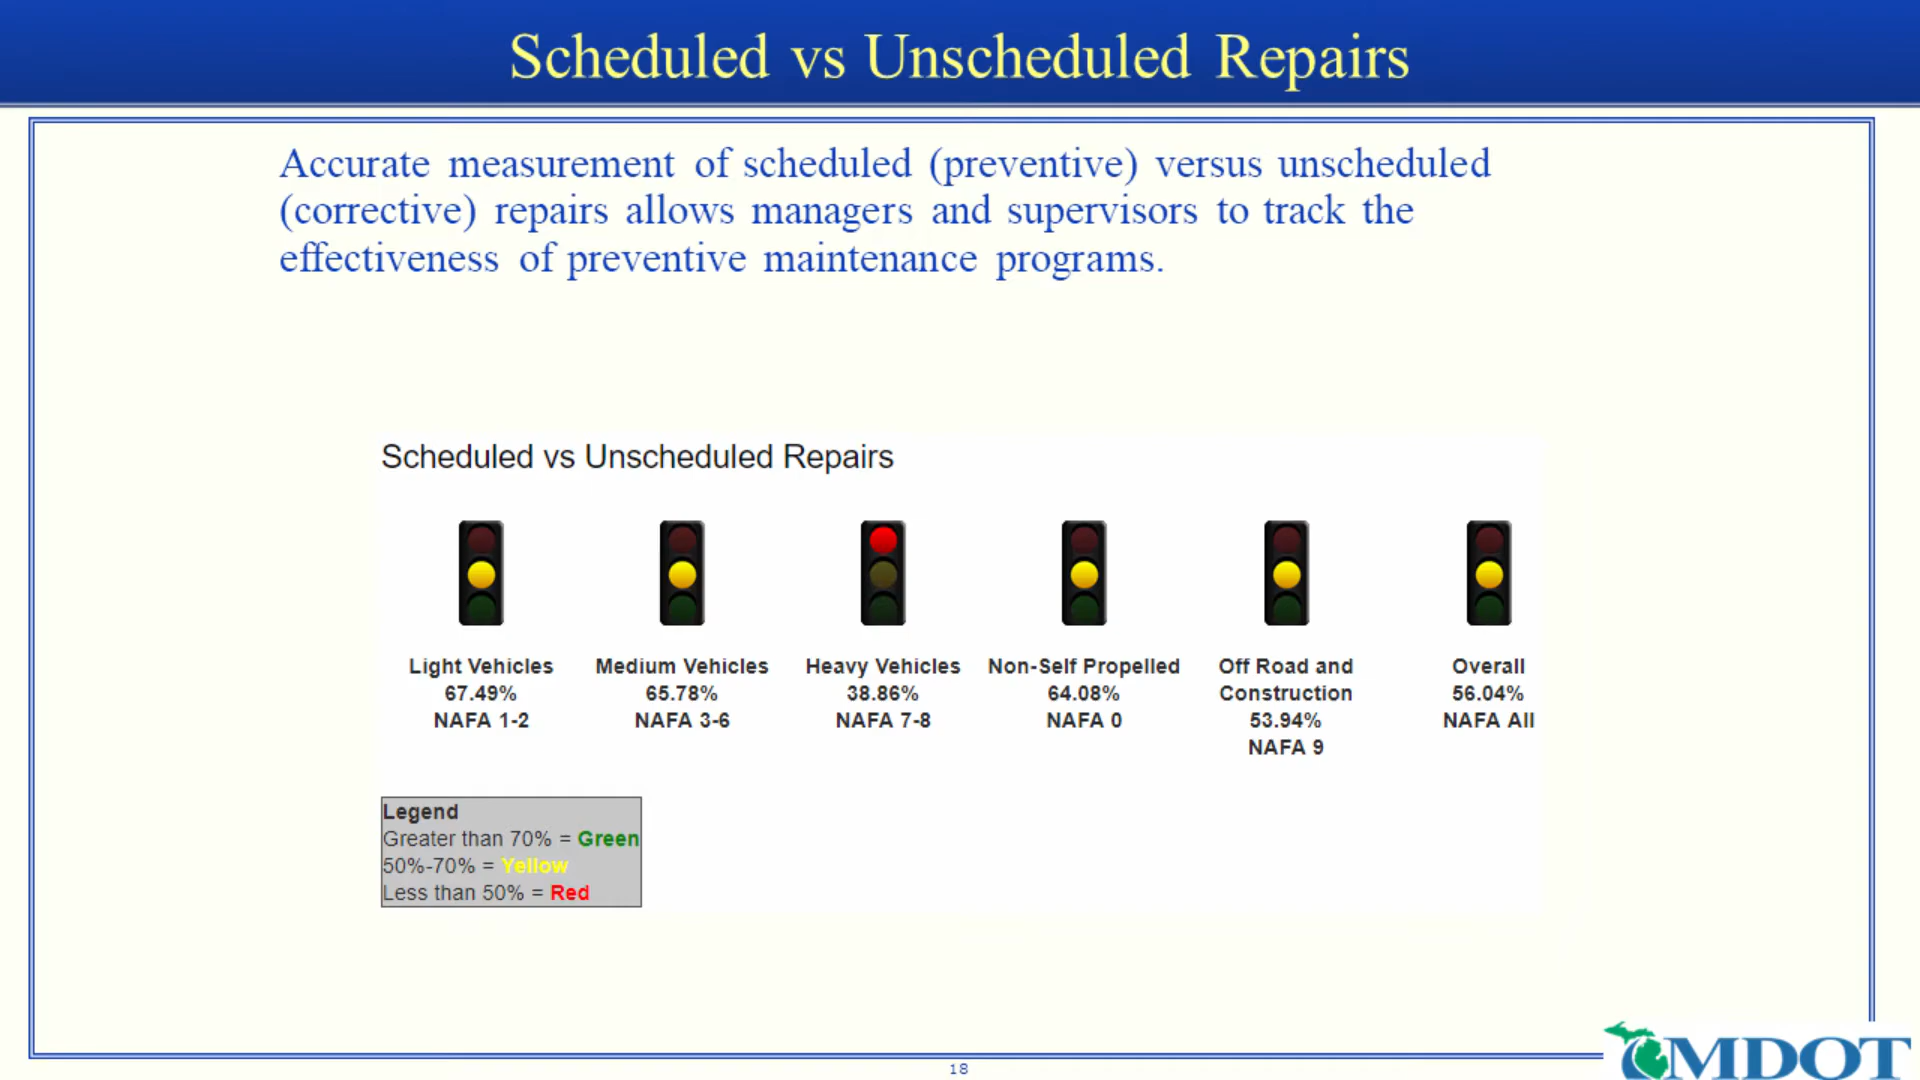 Scheduled vs Unscheduled Repairs
Accurate measurement of scheduled (preventive) versus unscheduled
(corrective) repairs allows managers and supervisors to track the
effectiveness of preventive maintenance programs.
Scheduled vs Unscheduled Repairs
Light Vehicles
67.49%
NAFA 1-2
Medium Vehicles
65.78%
NAFA 3-6
Heavy Vehicles
38.86%
NAFA 7-8
Non-Self Propelled
64.08%
NAFA 0
Off Road and
Construction
53.94%
NAFA 9
Overall
56.04%
NAFA All
Legend
Greater than 70% = Green
50%-70% = Yellow
Less than 50% = Red
18
MDOT